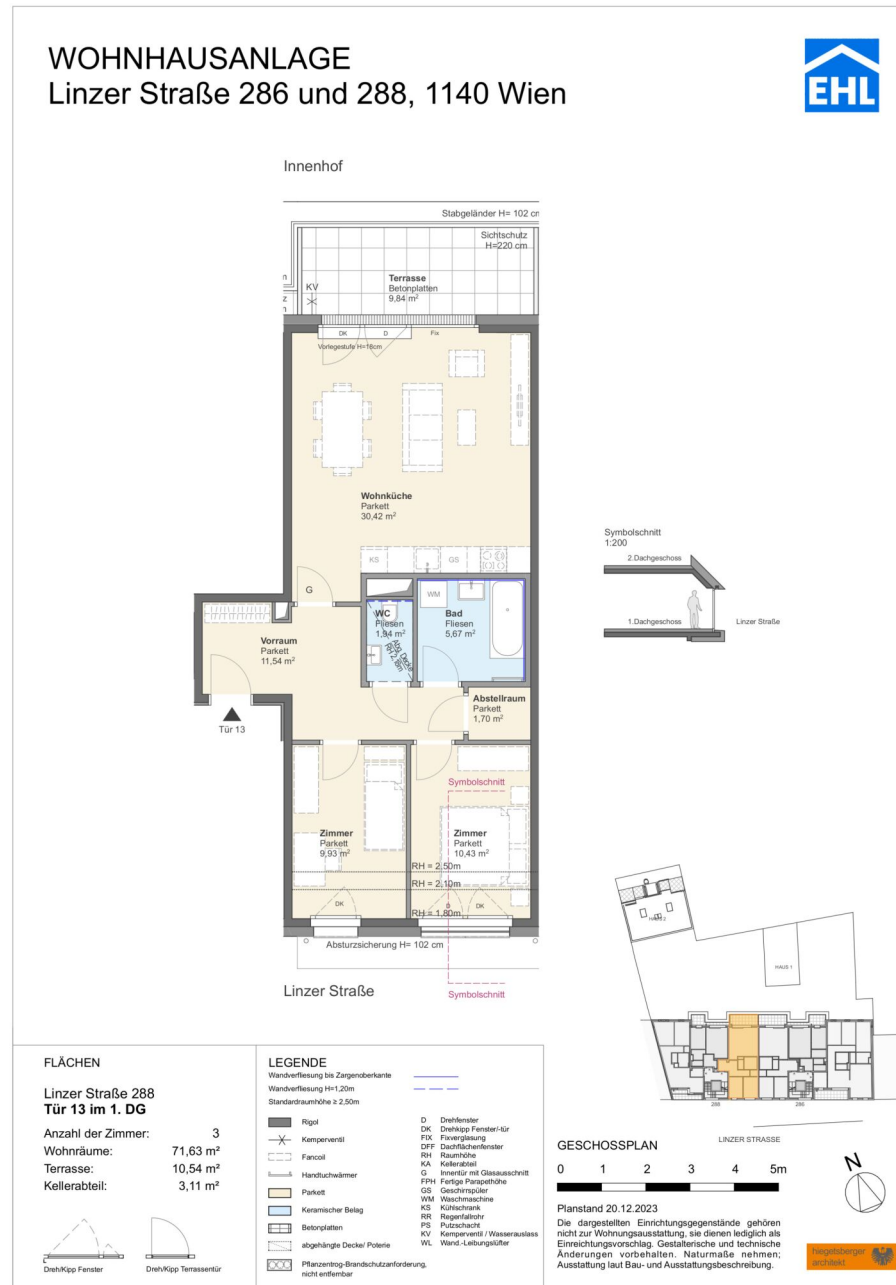 WOHNHAUSANLAGE
Linzer Straße 286 und 288, 1140 Wien
EHL
Innenhof
Stabgeländer H= 102 cm
Sichtschutz
H=220 cm
KV
Terrasse
Betonplatten
9,84 m²
DK
D
Fix
Vorlegestufe H=18cm
Wohnküche
Parkett
30,42 m²
KS
GS
G
WM
WC
Fliesen
1,94 m²
Abg. Decke
RH 2,18m
Bad
Fliesen
5,67 m²
Vorraum
Parkett
11,54 m²
Tür 13
Abstellraum
Parkett
1,70 m²
Symbolschnitt
Zimmer
Parkett
9,93 m²
Zimmer
Parkett
10,43 m²
RH = 2,50m
RH = 2,10m
RH = 1,80m
DK
D
DK
Absturzsicherung H= 102 cm
Linzer Straße
Symbolschnitt
Symbolschnitt
1:200
2.Dachgeschoss
1.Dachgeschoss
Linzer Straße
HAUS 2
HAUS 1
288
286
LINZER STRASSE
FLÄCHEN
Linzer Straße 288
Tür 13 im 1. DG
Anzahl der Zimmer: 3
Wohnräume: 71,63 m²
Terrasse: 10,54 m²
Kellerabteil: 3,11 m²
Dreh/Kipp Fenster
Dreh/Kipp Terrassentür
LEGENDE
Wandverfliesung bis Zargenoberkante
Wandverfliesung H=1,20m
Standardraumhöhe ≥ 2,50m
Rigol
Kemperventil
Fancoil
Handtuchwärmer
Parkett
Keramischer Belag
Betonplatten
abgehängte Decke/ Poterie
Pflanzentrog-Brandschutzanforderung,
nicht entfernbar
D Drehfenster
DK Drehkipp Fenster/-tür
FIX Fixverglasung
DFF Dachflächenfenster
RH Raumhöhe
KA Kellerabteil
G Innentür mit Glasausschnitt
FPH Fertige Parapethöhe
GS Geschirrspüler
WM Waschmaschine
KS Kühlschrank
RR Regenfallrohr
PS Putzschacht
KV Kemperventil / Wasserauslass
WL Wand.-Leibungslüfter
GESCHOSSPLAN
0 1 2 3 4 5m
N
Planstand 20.12.2023
Die dargestellten Einrichtungsgegenstände gehören
nicht zur Wohnungsausstattung, sie dienen lediglich als
Einreichtungsvorschlag. Gestalterische und technische
Änderungen vorbehalten. Naturmaße nehmen;
Ausstattung laut Bau- und Ausstattungsbeschreibung.
hiegetsberger
architekt